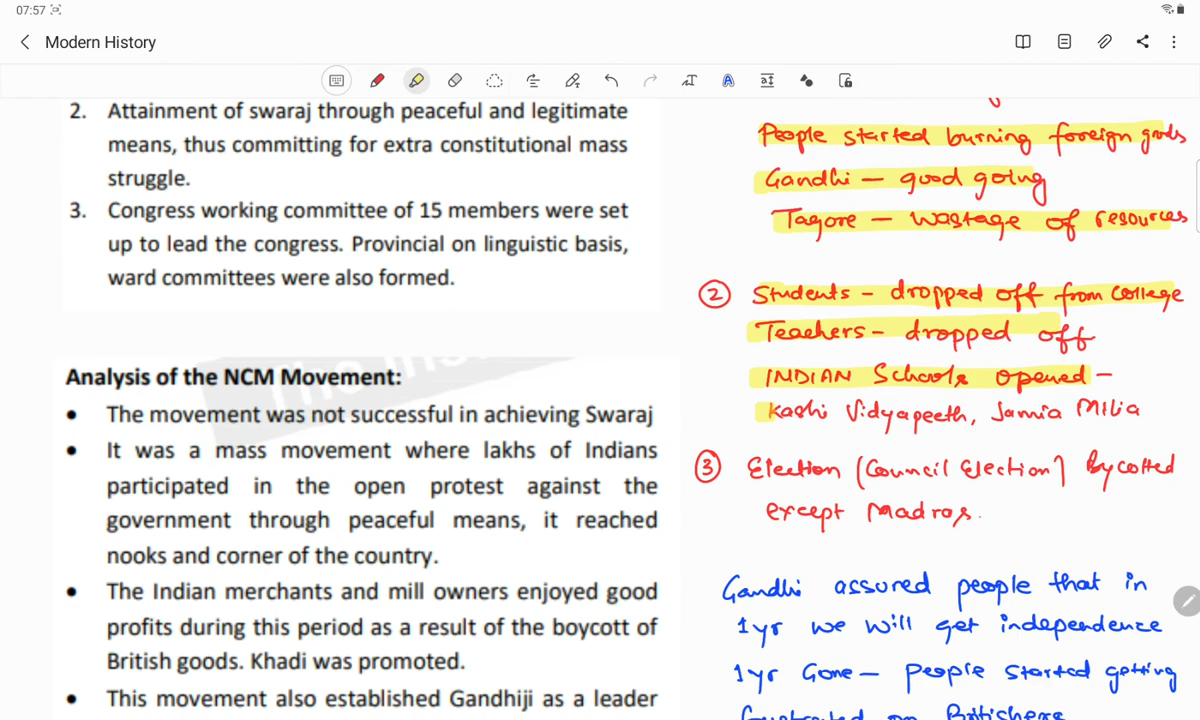 07:57
Modern History
2. Attainment of swaraj through peaceful and legitimate
means, thus committing for extra constitutional mass
struggle.
3. Congress working committee of 15 members were set
up to lead the congress. Provincial on linguistic basis,
ward committees were also formed.
Analysis of the NCM Movement:
• The movement was not successful in achieving Swaraj
• It was a mass movement where lakhs of Indians
participated in the open protest against the
government through peaceful means, it reached
nooks and corner of the country.
• The Indian merchants and mill owners enjoyed good
profits during this period as a result of the boycott of
British goods. Khadi was promoted.
• This movement also established Gandhiji as a leader
People started burning foreign goods
Gandhi — good going
Tagore — wastage of resources
② Students - dropped off from college
Teachers - dropped off
INDIAN Schools opened -
Kashi Vidyapeeth, Jamia Milia
③ Election (Council Election) Bycotted
except Madras.
Gandhi assured people that in
1yr we will get independence
1yr Gone — people started getting
on Britishers